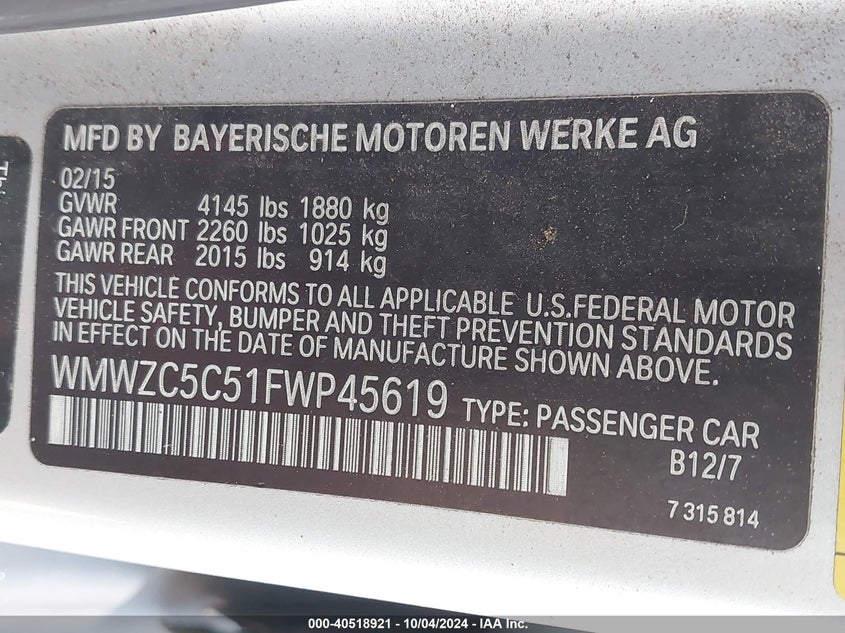 MFD BY BAYERISCHE MOTOREN WERKE AG
02/15
GVWR 4145 lbs 1880 kg
GAWR FRONT 2260 lbs 1025 kg
GAWR REAR 2015 lbs 914 kg
THIS VEHICLE CONFORMS TO ALL APPLICABLE U.S.FEDERAL MOTOR
VEHICLE SAFETY, BUMPER AND THEFT PREVENTION STANDARDS
IN EFFECT ON THE DATE OF MANUFACTURE SHOWN ABOVE.
WMWZC5C51FWP45619 TYPE: PASSENGER CAR
B12/7
7 315 814
000-40518921 - 10/04/2024 - IAA Inc.